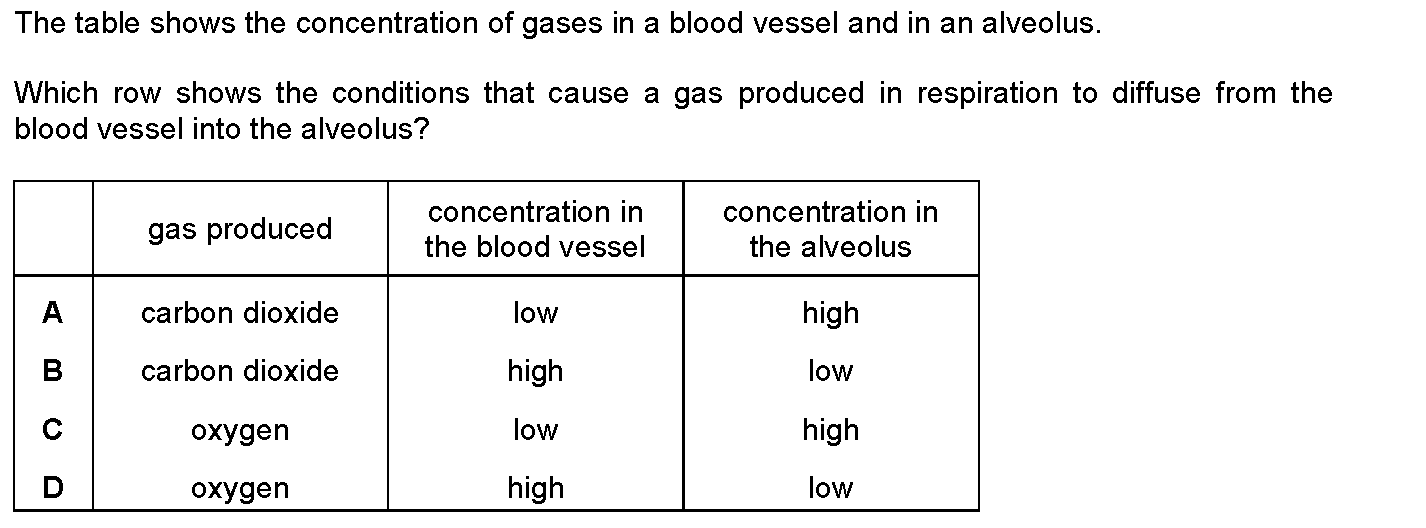 The table shows the concentration of gases in a blood vessel and in an alveolus.
Which row shows the conditions that cause a gas produced in respiration to diffuse from the
blood vessel into the alveolus?
gas produced concentration in the blood vessel concentration in the alveolus
A carbon dioxide low high
B carbon dioxide high low
C oxygen low high
D oxygen high low